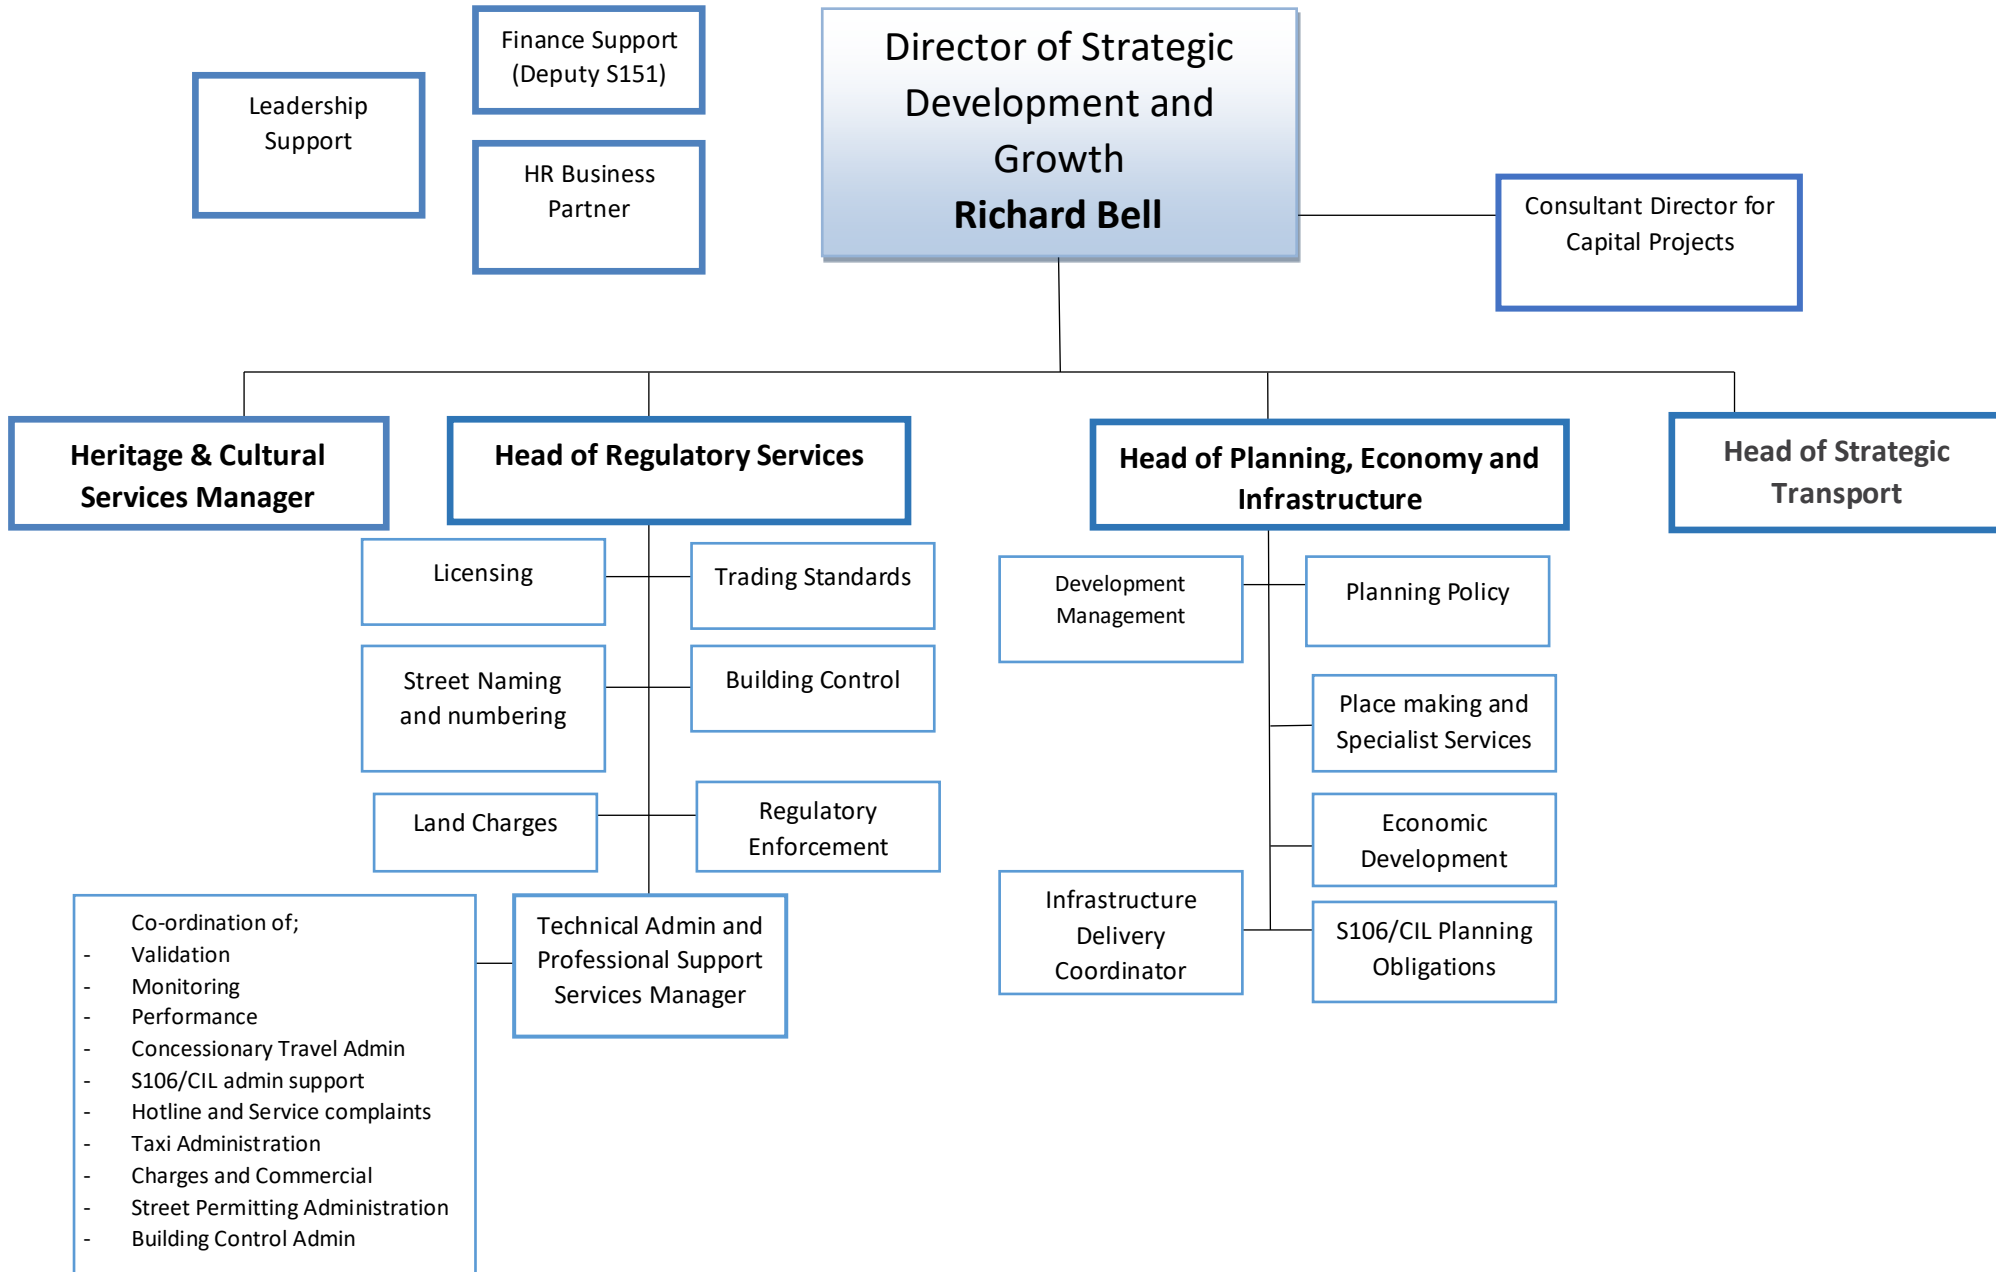 Finance Support
(Deputy S151)
Leadership
Support
HR Business
Partner
Director of Strategic
Development and
Growth
Richard Bell
Consultant Director for
Capital Projects
Heritage & Cultural
Services Manager
Head of Regulatory Services
Head of Planning, Economy and
Infrastructure
Head of Strategic
Transport
Licensing
Trading Standards
Street Naming
and numbering
Building Control
Land Charges
Regulatory
Enforcement
Technical Admin and
Professional Support
Services Manager
Co-ordination of;
- Validation
- Monitoring
- Performance
- Concessionary Travel Admin
- S106/CIL admin support
- Hotline and Service complaints
- Taxi Administration
- Charges and Commercial
- Street Permitting Administration
- Building Control Admin
Development
Management
Planning Policy
Place making and
Specialist Services
Economic
Development
Infrastructure
Delivery
Coordinator
S106/CIL Planning
Obligations